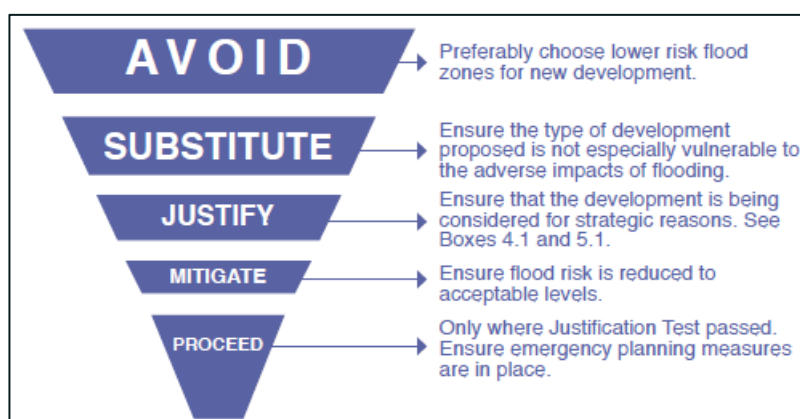 AVOID
Preferably choose lower risk flood
zones for new development.
SUBSTITUTE
Ensure the type of development
proposed is not especially vulnerable to
the adverse impacts of flooding.
JUSTIFY
Ensure that the development is being
considered for strategic reasons. See
Boxes 4.1 and 5.1.
MITIGATE
Ensure flood risk is reduced to
acceptable levels.
PROCEED
Only where Justification Test passed.
Ensure emergency planning measures
are in place.